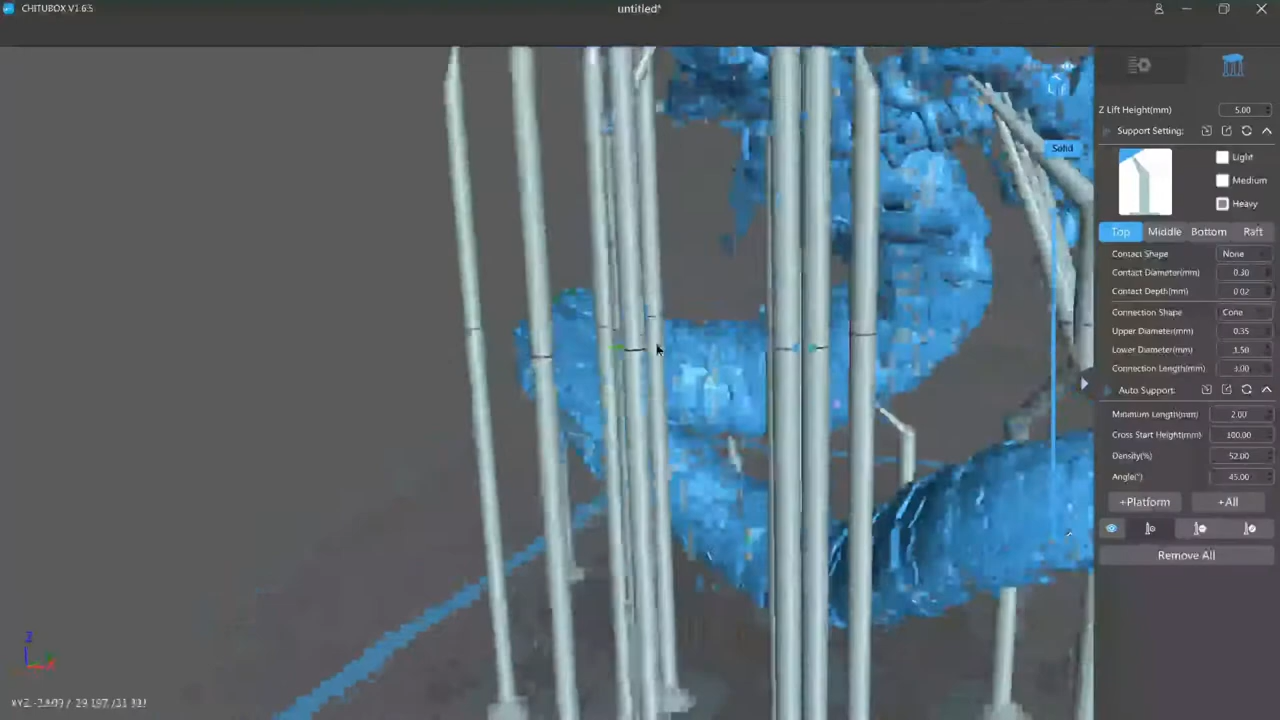 CHITUBOX V1.6.5
untitled*
Z Lift Height(mm) 5.00
Support Setting:
Solid
Light
Medium
Heavy
Top Middle Bottom Raft
Contact Shape None
Contact Diameter(mm) 0.30
Contact Depth(mm) 0.02
Connection Shape: Cone
Upper Diameter(mm) 0.35
Lower Diameter(mm) 1.50
Connection Length(mm) 3.00
Auto Support:
Minimum Length(mm) 2.00
Cross Start Height(mm) 100.00
Density(%) 52.00
Angle(°) 45.00
+Platform +All
Remove All
Z